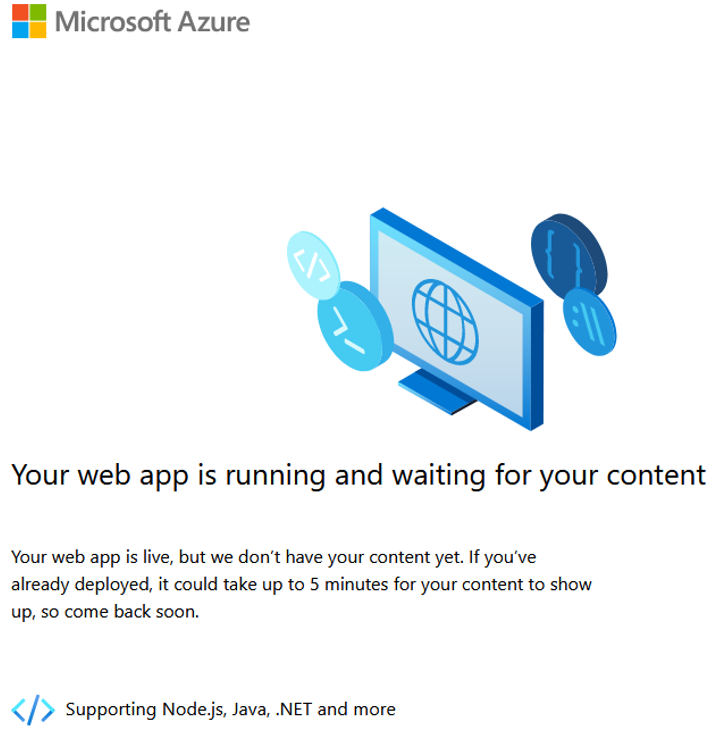 Microsoft Azure
</>
>_
{ }
:\\
Your web app is running and waiting for your content
Your web app is live, but we don’t have your content yet. If you’ve
already deployed, it could take up to 5 minutes for your content to show
up, so come back soon.
</> Supporting Node.js, Java, .NET and more